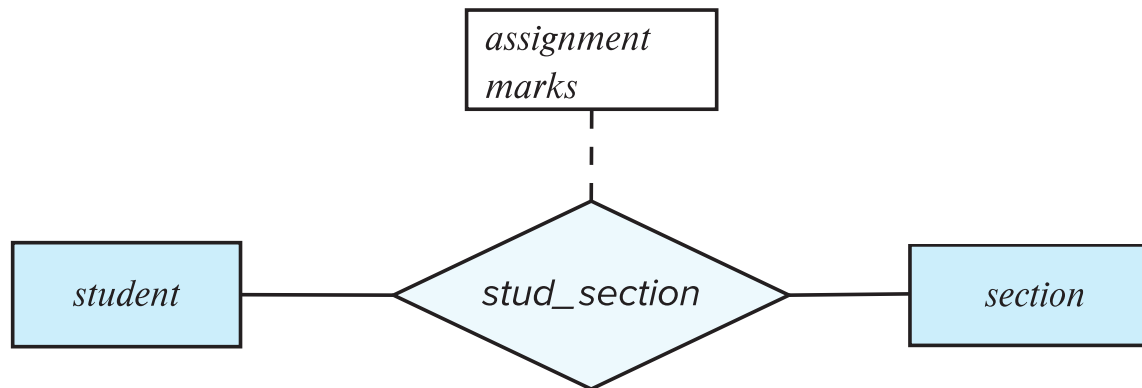 assignment
marks
student
stud_section
section